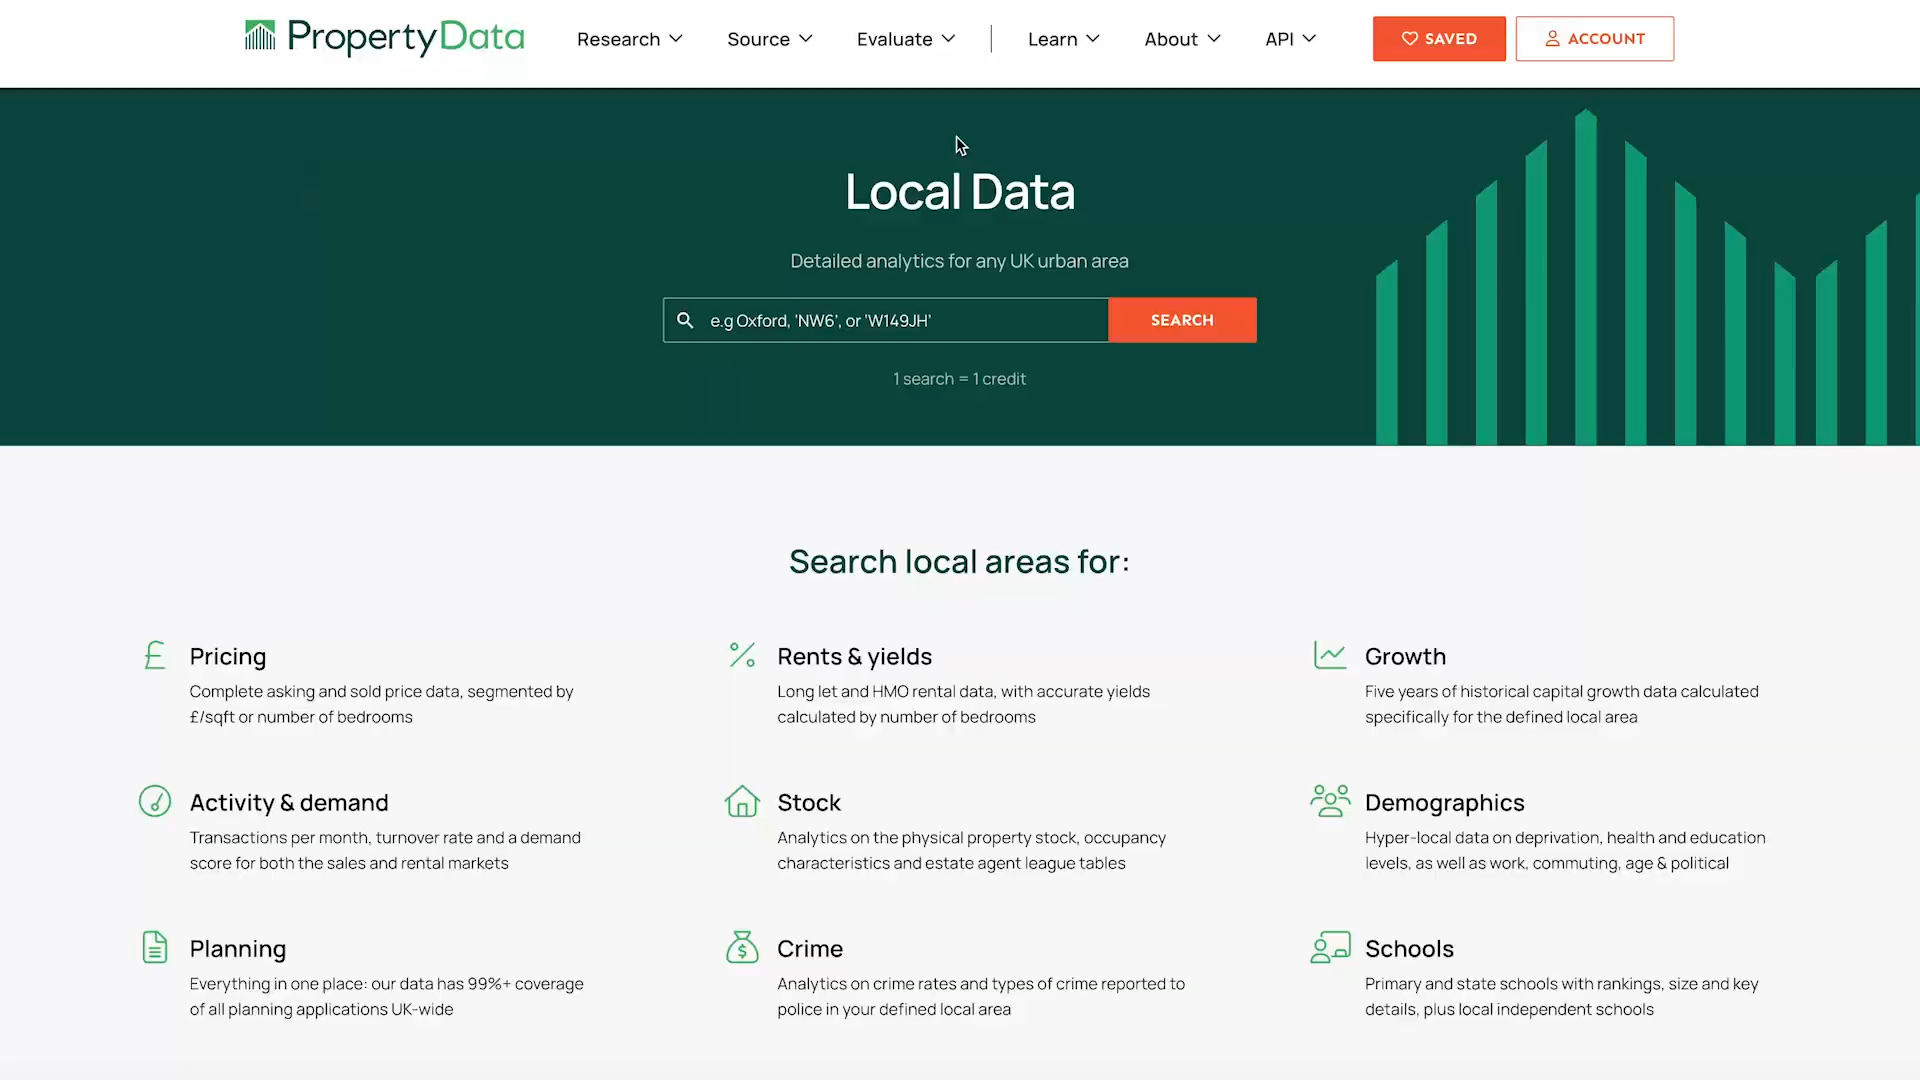 PropertyData
Research
Source
Evaluate
Learn
About
API
SAVED
ACCOUNT
Local Data
Detailed analytics for any UK urban area
e.g Oxford, 'NW6', or 'W149JH'
SEARCH
1 search = 1 credit
Search local areas for:
Pricing
Complete asking and sold price data, segmented by
£/sqft or number of bedrooms
Rents & yields
Long let and HMO rental data, with accurate yields
calculated by number of bedrooms
Growth
Five years of historical capital growth data calculated
specifically for the defined local area
Activity & demand
Transactions per month, turnover rate and a demand
score for both the sales and rental markets
Stock
Analytics on the physical property stock, occupancy
characteristics and estate agent league tables
Demographics
Hyper-local data on deprivation, health and education
levels, as well as work, commuting, age & political
Planning
Everything in one place: our data has 99%+ coverage
of all planning applications UK-wide
Crime
Analytics on crime rates and types of crime reported to
police in your defined local area
Schools
Primary and state schools with rankings, size and key
details, plus local independent schools